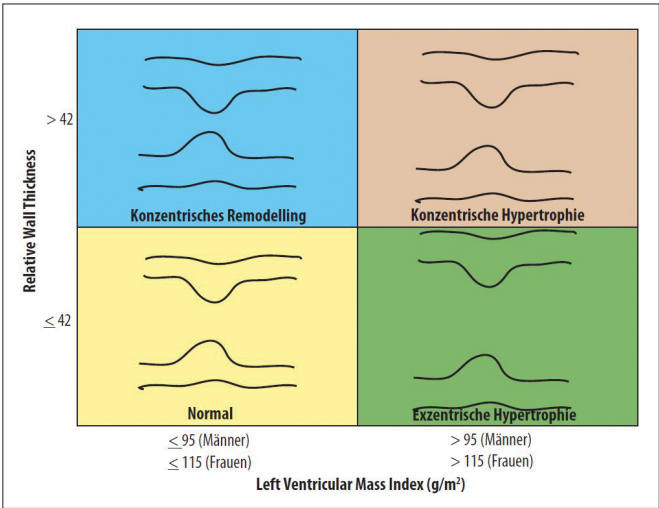 > 42
Konzentrisches Remodelling
Konzentrische Hypertrophie
Relative Wall Thickness
≤ 42
Normal
Exzentrische Hypertrophie
≤ 95 (Männer)
> 95 (Männer)
≤ 115 (Frauen)
> 115 (Frauen)
Left Ventricular Mass Index (g/m²)